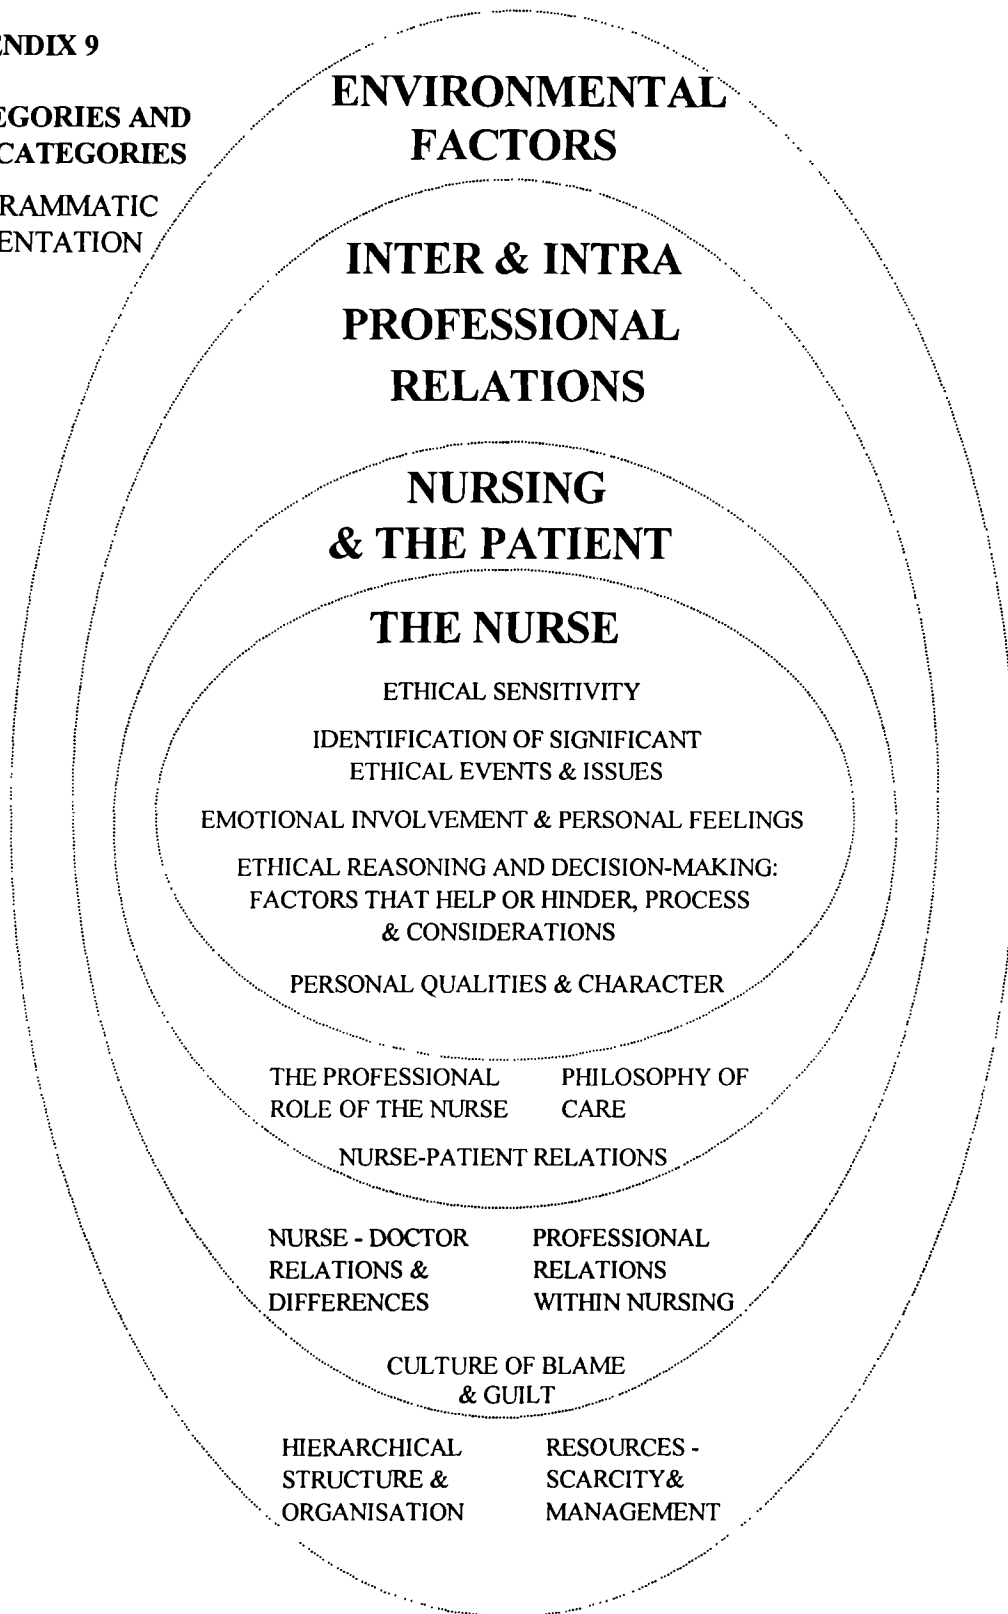 ENDIX 9
EGORIES AND
CATEGORIES
RAMMATIC
ENTATION
ENVIRONMENTAL
FACTORS
INTER & INTRA
PROFESSIONAL
RELATIONS
NURSING
& THE PATIENT
THE NURSE
ETHICAL SENSITIVITY
IDENTIFICATION OF SIGNIFICANT
ETHICAL EVENTS & ISSUES
EMOTIONAL INVOLVEMENT & PERSONAL FEELINGS
ETHICAL REASONING AND DECISION-MAKING:
FACTORS THAT HELP OR HINDER, PROCESS
& CONSIDERATIONS
PERSONAL QUALITIES & CHARACTER
THE PROFESSIONAL
ROLE OF THE NURSE
PHILOSOPHY OF
CARE
NURSE-PATIENT RELATIONS
NURSE - DOCTOR
RELATIONS &
DIFFERENCES
PROFESSIONAL
RELATIONS
WITHIN NURSING
CULTURE OF BLAME
& GUILT
HIERARCHICAL
STRUCTURE &
ORGANISATION
RESOURCES -
SCARCITY&
MANAGEMENT